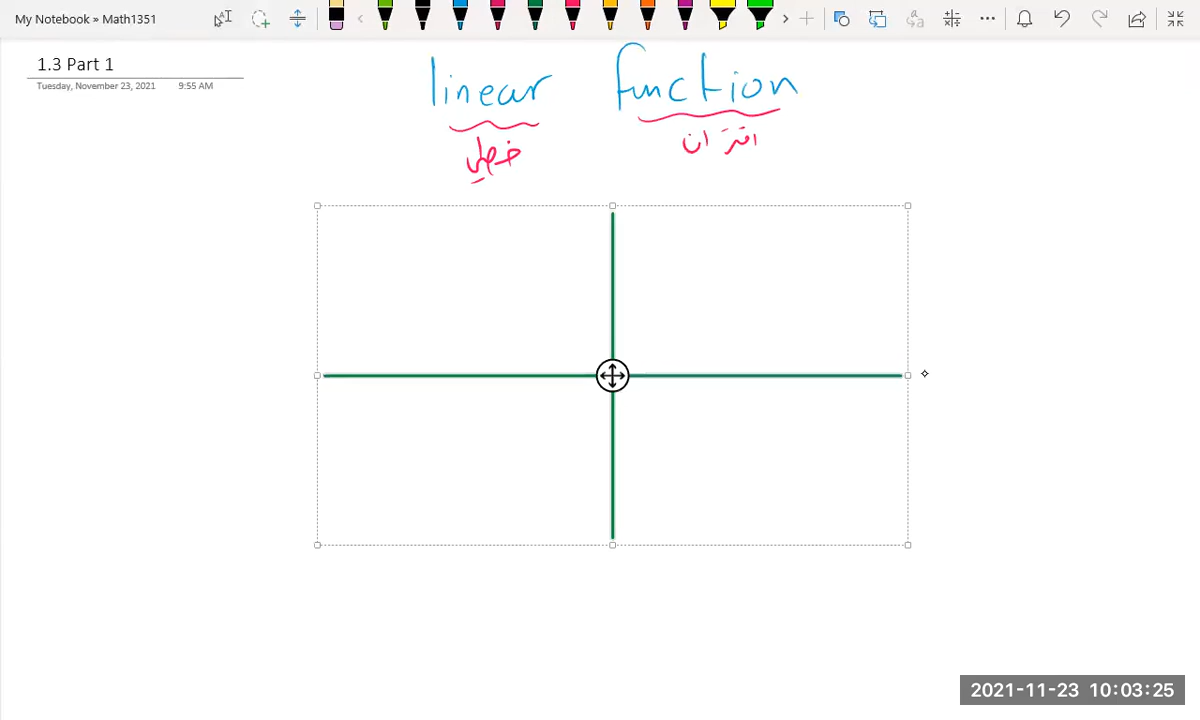 My Notebook » Math1351
1.3 Part 1
Tuesday, November 23, 2021 9:55 AM
linear function
خطي اقتران
2021-11-23 10:03:25